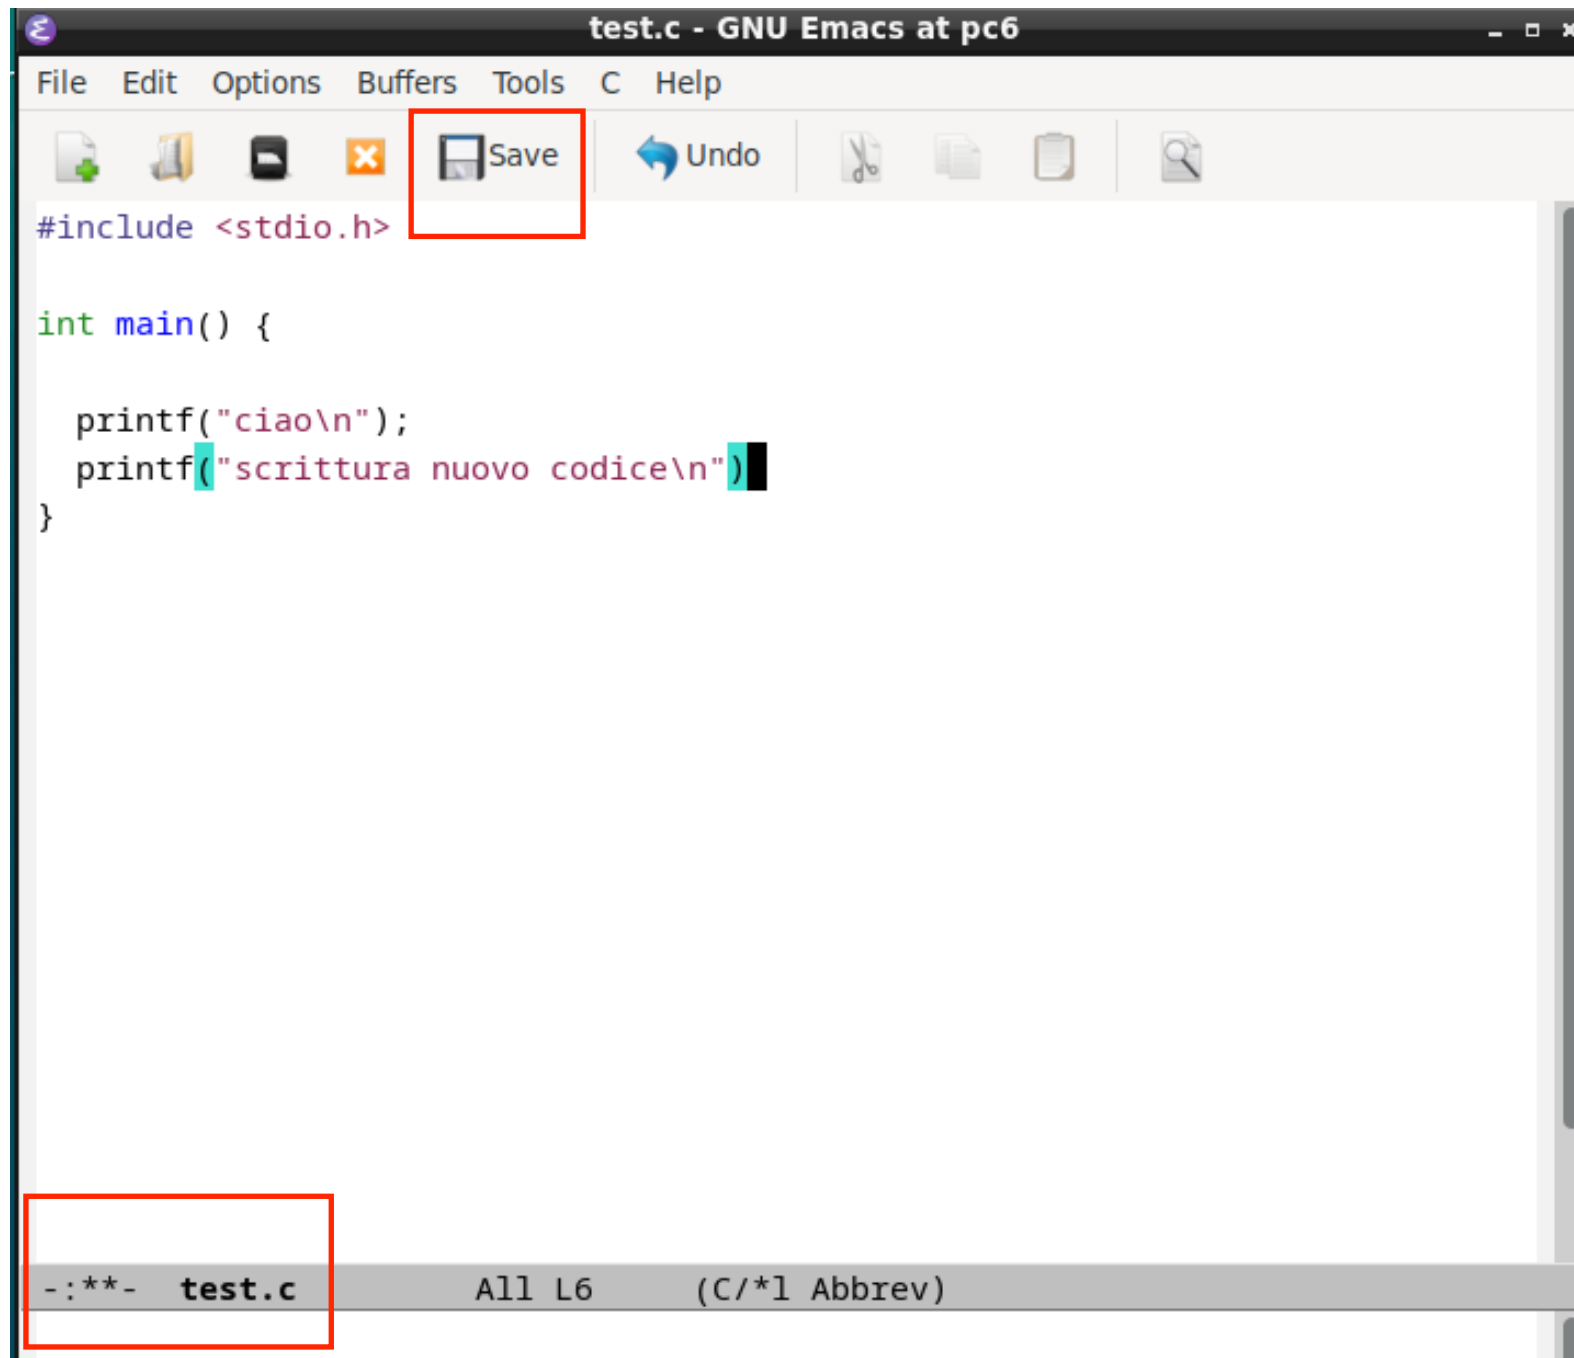 test.c - GNU Emacs at pc6
File Edit Options Buffers Tools C Help
Save Undo
#include <stdio.h>
int main() {
printf("ciao\n");
printf("scrittura nuovo codice\n")
}
-:**- test.c All L6 (C/*l Abbrev)